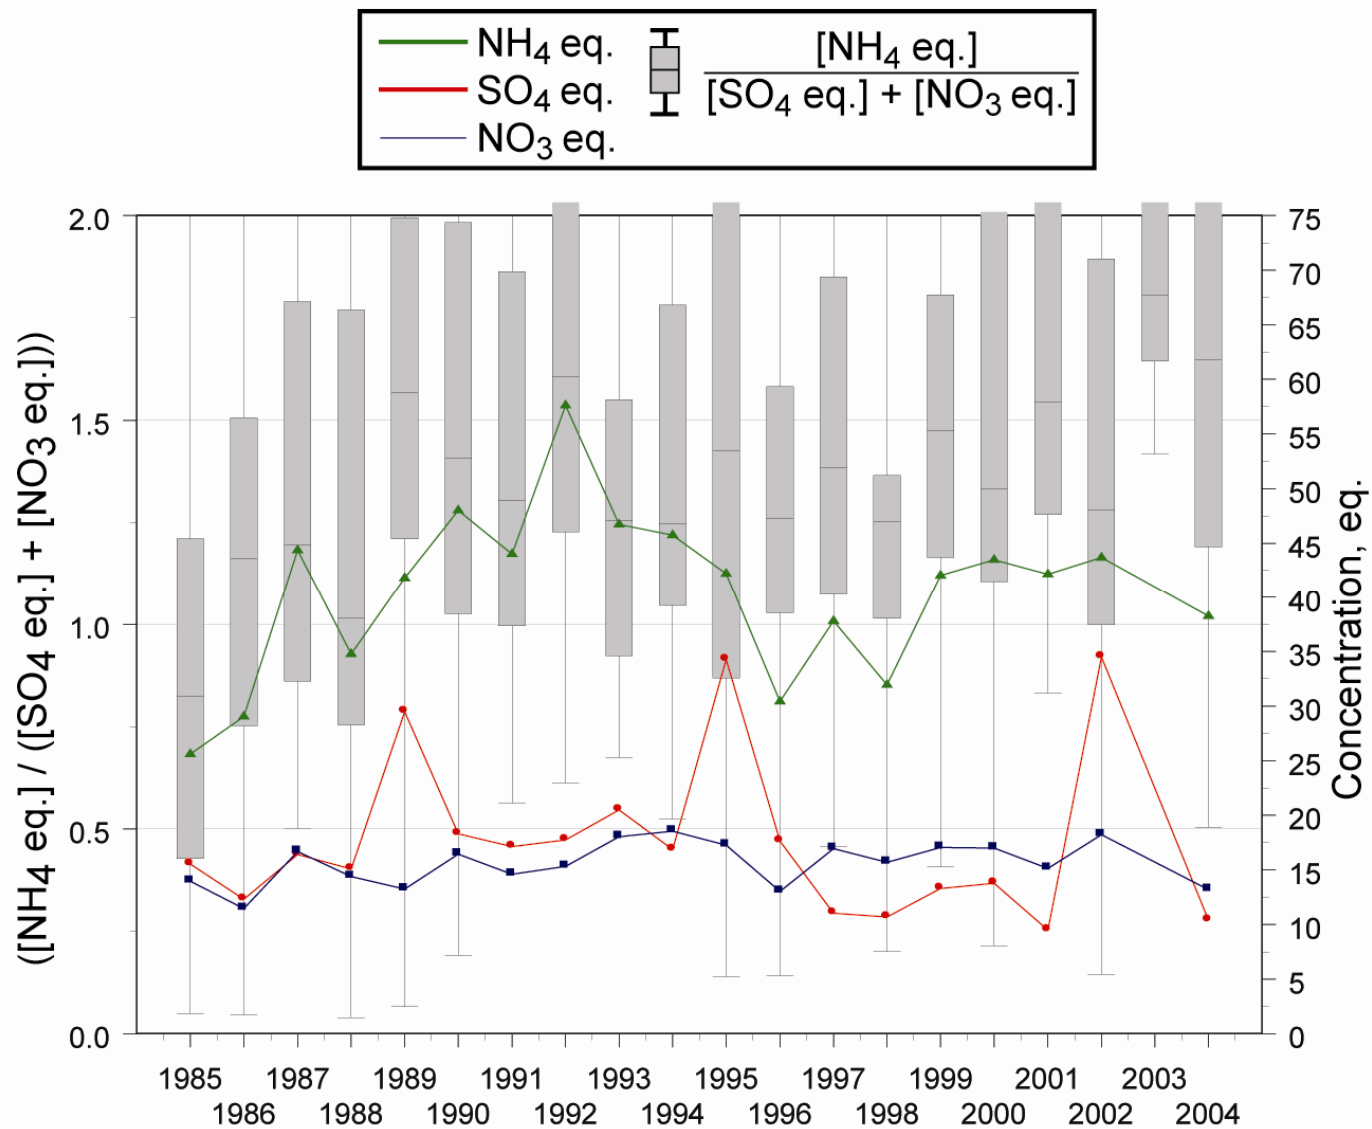 NH4 eq.
SO4 eq.
NO3 eq.
[NH4 eq.]
[SO4 eq.] + [NO3 eq.]
([NH4 eq.] / ([SO4 eq.] + [NO3 eq.]))
2.0
1.5
1.0
0.5
0.0
75
70
65
60
55
50
45
40
35
30
25
20
15
10
5
0
Concentration, eq.
1985 1987 1989 1991 1993 1995 1997 1999 2001 2003
1986 1988 1990 1992 1994 1996 1998 2000 2002 2004